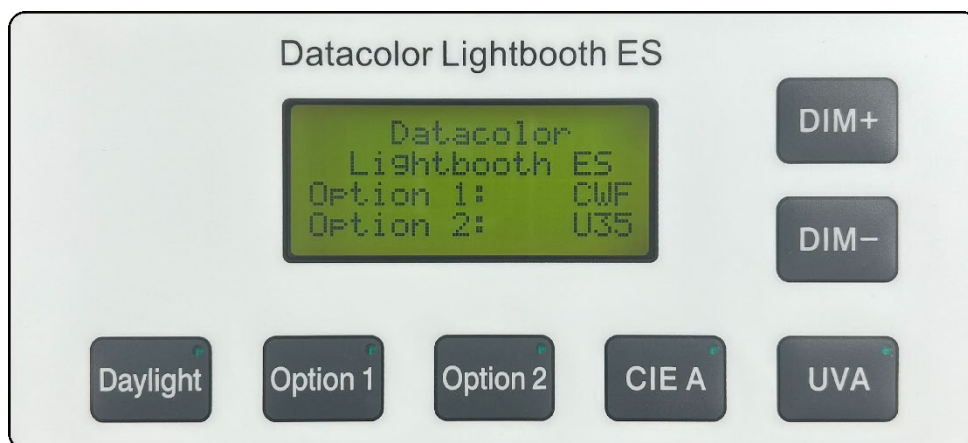 Datacolor Lightbooth ES
Datacolor
Lightbooth ES
Option 1: CWF
Option 2: U35
DIM+
DIM-
Daylight
Option 1
Option 2
CIE A
UVA